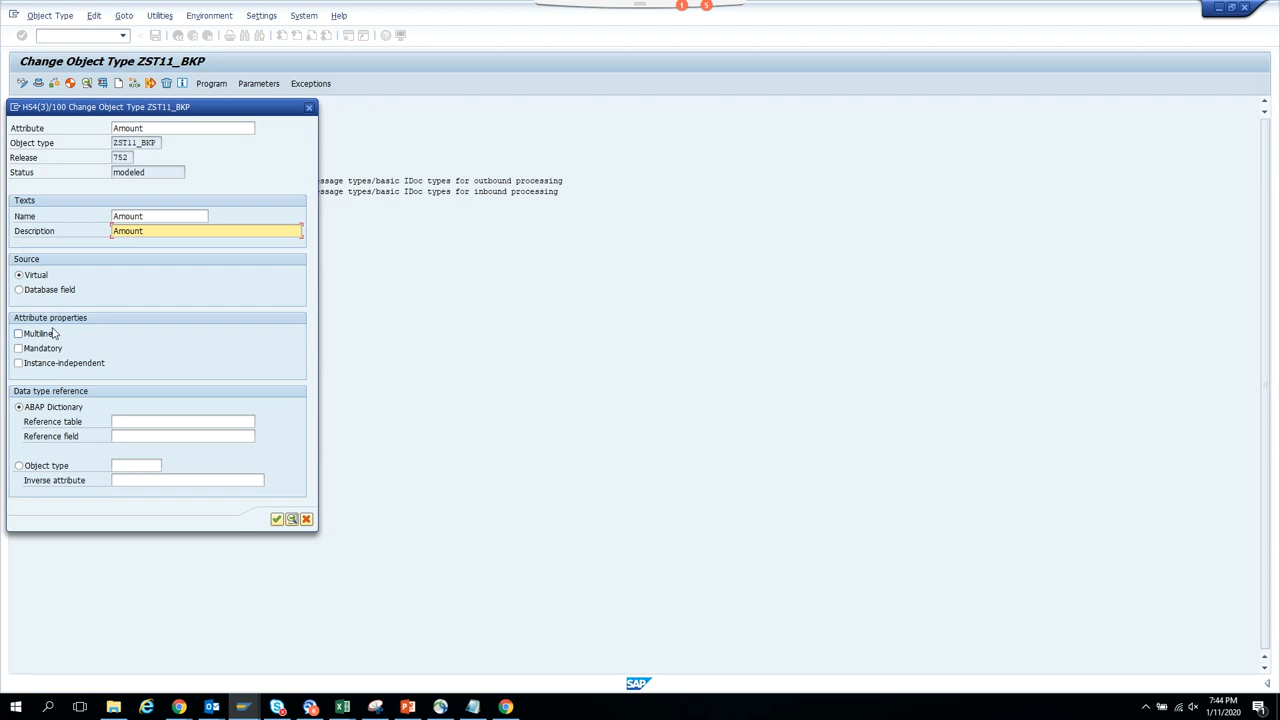 1 5
Object Type Edit Goto Utilities Environment Settings System Help
Change Object Type ZST11_BKP
Program Parameters Exceptions
HS4(3)/100 Change Object Type ZST11_BKP
Attribute Amount
Object type ZST11_BKP
Release 752
Status modeled
ssage types/basic IDoc types for outbound processing
ssage types/basic IDoc types for inbound processing
Texts
Name Amount
Description Amount
Source
Virtual
Database field
Attribute properties
Multiline
Mandatory
Instance-independent
Data type reference
ABAP Dictionary
Reference table
Reference field
Object type
Inverse attribute
SAP
7:44 PM
1/11/2020